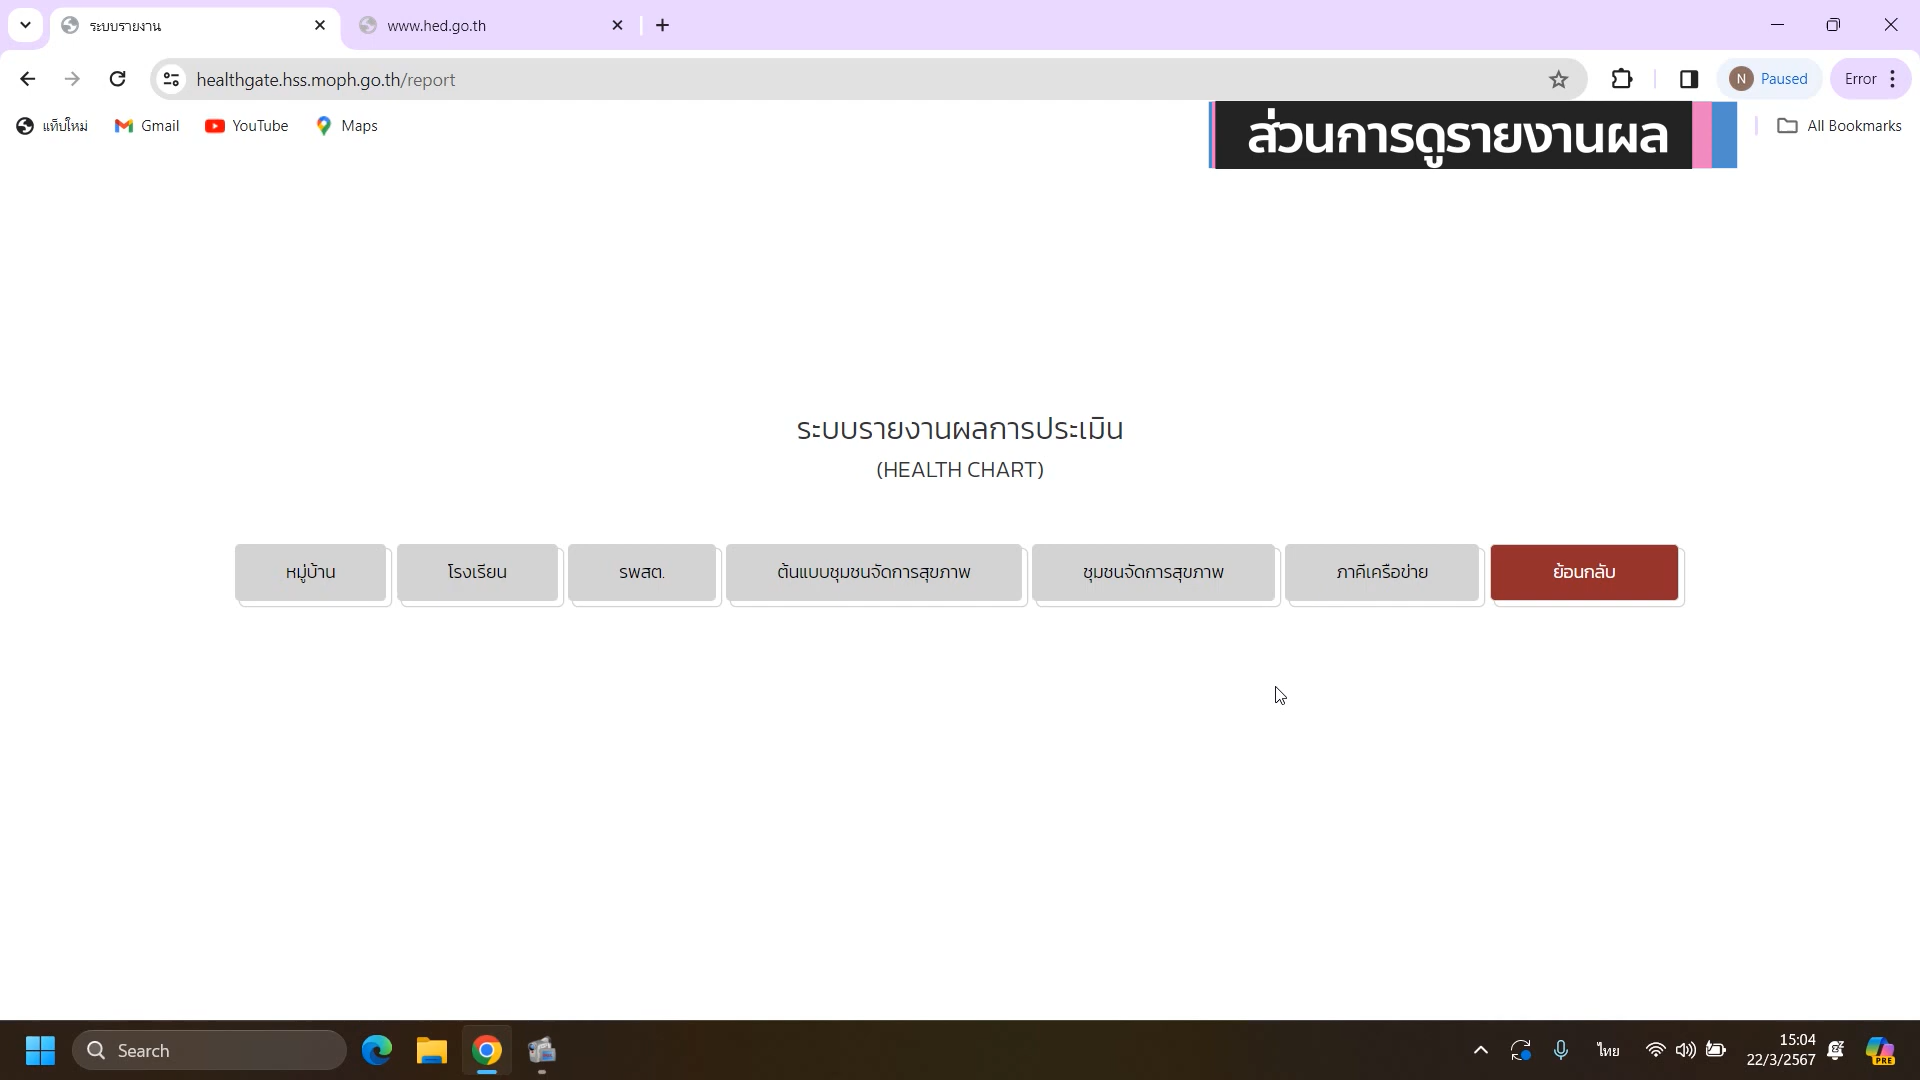 ระบบรายงาน
www.hed.go.th
healthgate.hss.moph.go.th/report
N Paused
Error
แท็บใหม่
Gmail
YouTube
Maps
ส่วนการดูรายงานผล
All Bookmarks
ระบบรายงานผลการประเมิน
(HEALTH CHART)
หมู่บ้าน
โรงเรียน
รพสต.
ต้นแบบชุมชนจัดการสุขภาพ
ชุมชนจัดการสุขภาพ
ภาคีเครือข่าย
ย้อนกลับ
Search
ไทย
15:04
22/3/2567
PRE